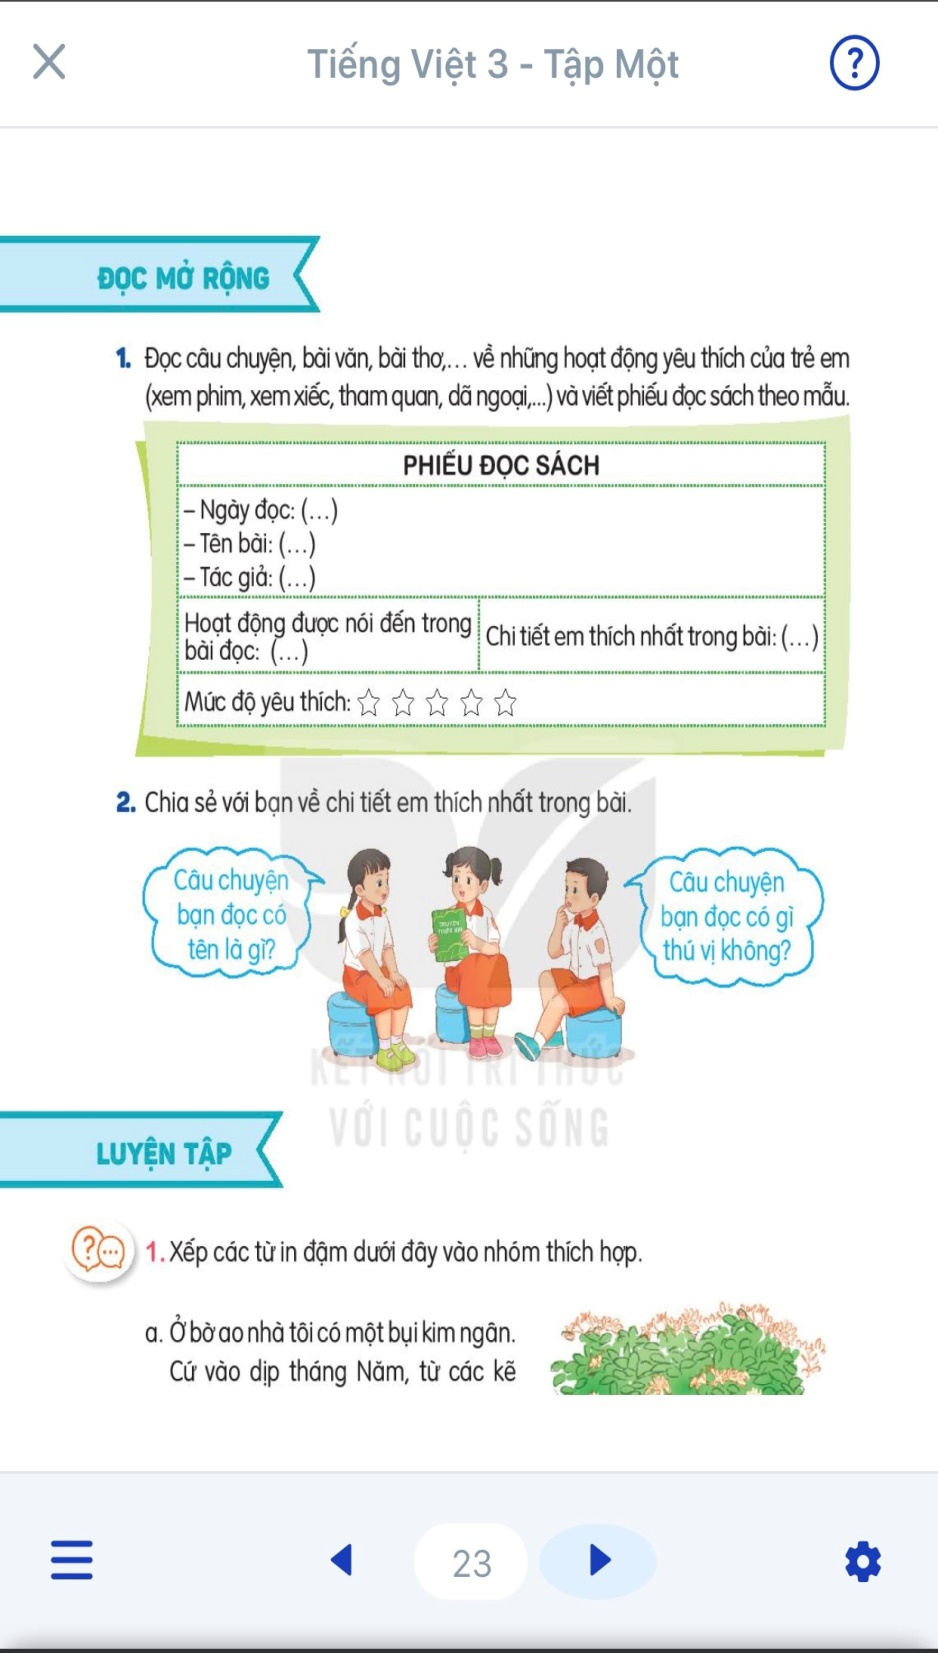 Tiếng Việt 3 - Tập Một
?
ĐỌC MỞ RỘNG
1. Đọc câu chuyện, bài văn, bài thơ,... về những hoạt động yêu thích của trẻ em
(xem phim, xem xiếc, tham quan, dã ngoại,...) và viết phiếu đọc sách theo mẫu.
PHIẾU ĐỌC SÁCH
– Ngày đọc: (...)
– Tên bài: (...)
– Tác giả: (...)
Hoạt động được nói đến trong
bài đọc: (...)
Chi tiết em thích nhất trong bài: (...)
Mức độ yêu thích:
2. Chia sẻ với bạn về chi tiết em thích nhất trong bài.
Câu chuyện
bạn đọc có
tên là gì?
Câu chuyện
bạn đọc có gì
thú vị không?
KẾT NỐI TRI THỨC
VỚI CUỘC SỐNG
LUYỆN TẬP
1. Xếp các từ in đậm dưới đây vào nhóm thích hợp.
a. Ở bờ ao nhà tôi có một bụi kim ngân.
Cứ vào dịp tháng Năm, từ các kẽ
23